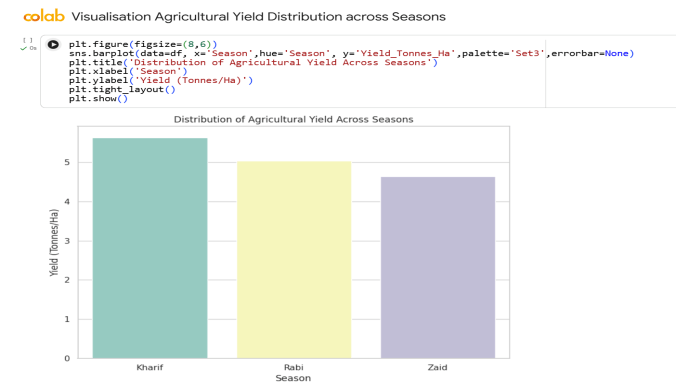 colab Visualisation Agricultural Yield Distribution across Seasons
[ ]
0s
plt.figure(figsize=(8,6))
sns.barplot(data=df, x='Season',hue='Season', y='Yield_Tonnes_Ha',palette='Set3',errorbar=None)
plt.title('Distribution of Agricultural Yield Across Seasons')
plt.xlabel('Season')
plt.ylabel('Yield (Tonnes/Ha)')
plt.tight_layout()
plt.show()
Distribution of Agricultural Yield Across Seasons
Yield (Tonnes/Ha)
5
4
3
2
1
0
Kharif Rabi Zaid
Season